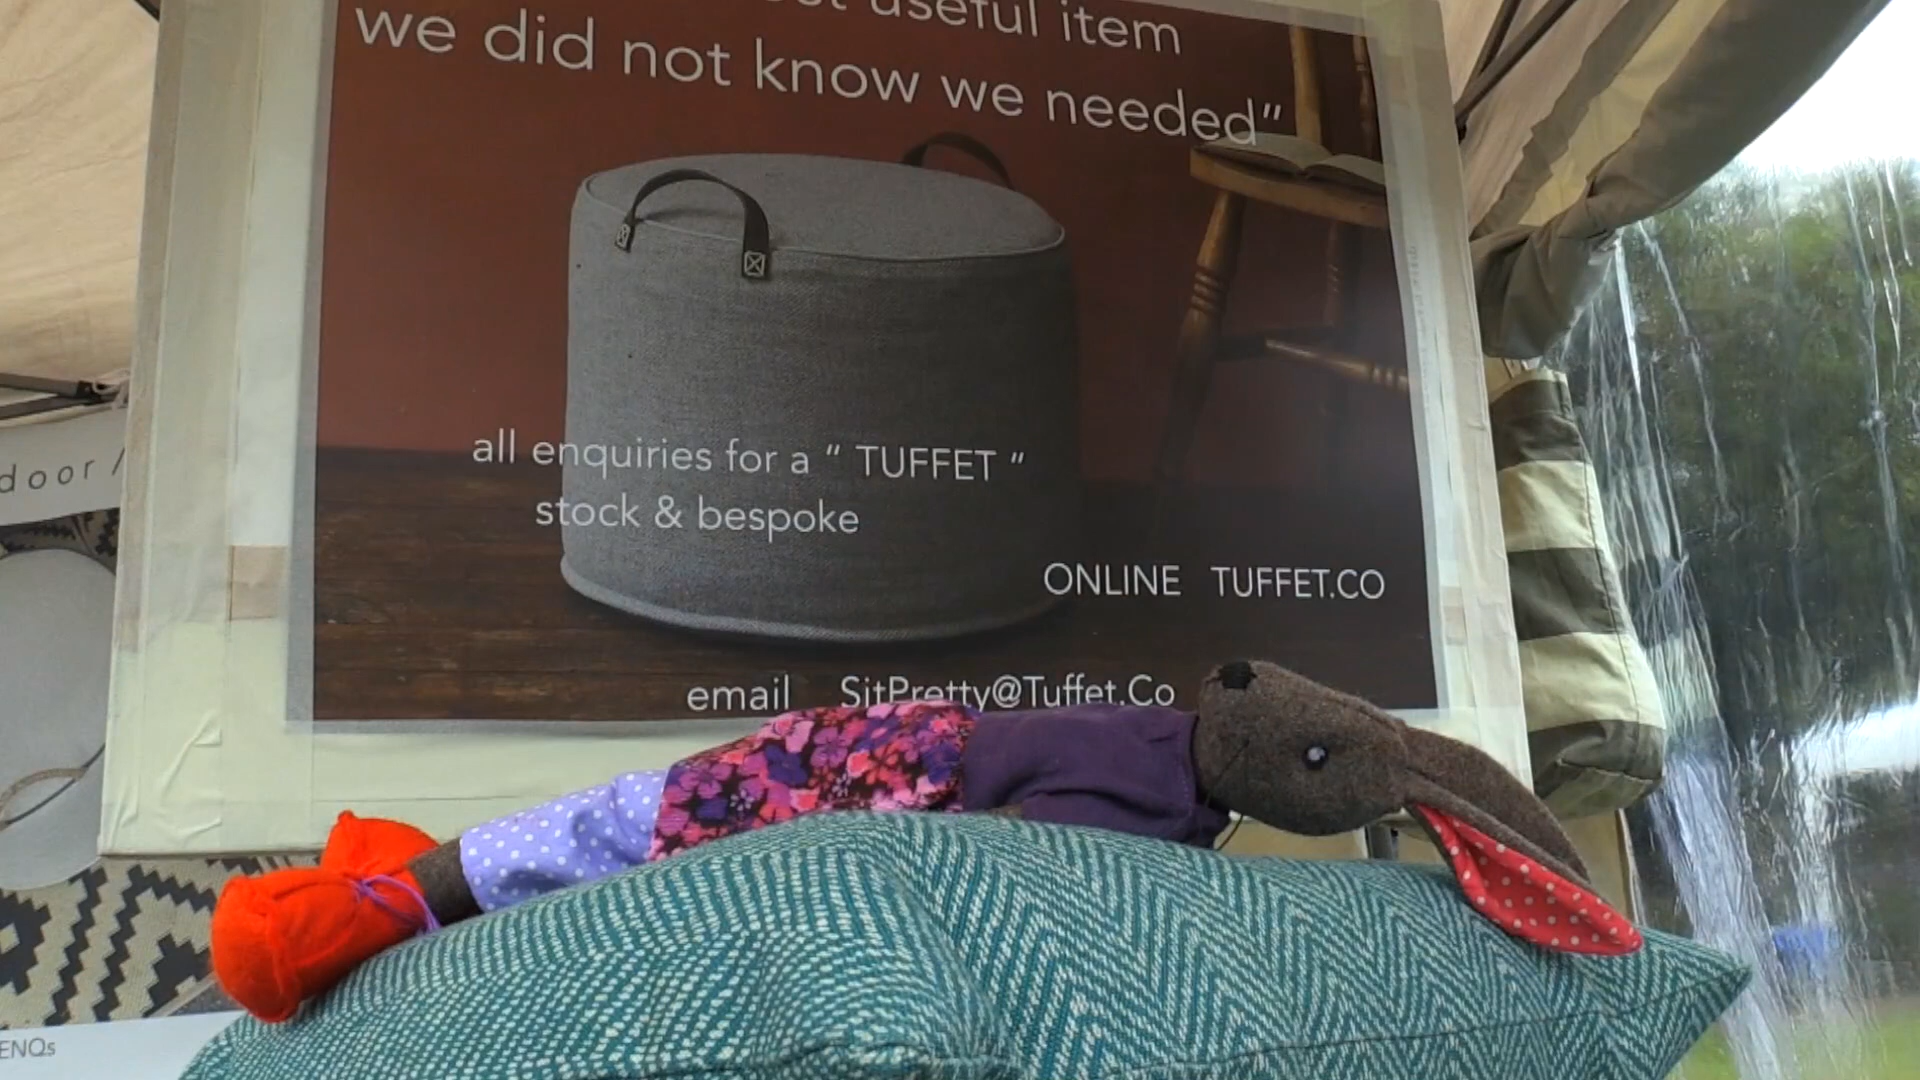 useful item
we did not know we needed”
all enquiries for a “ TUFFET “
stock & bespoke
ONLINE TUFFET.CO
email SitPretty@Tuffet.Co
door /
ENQs